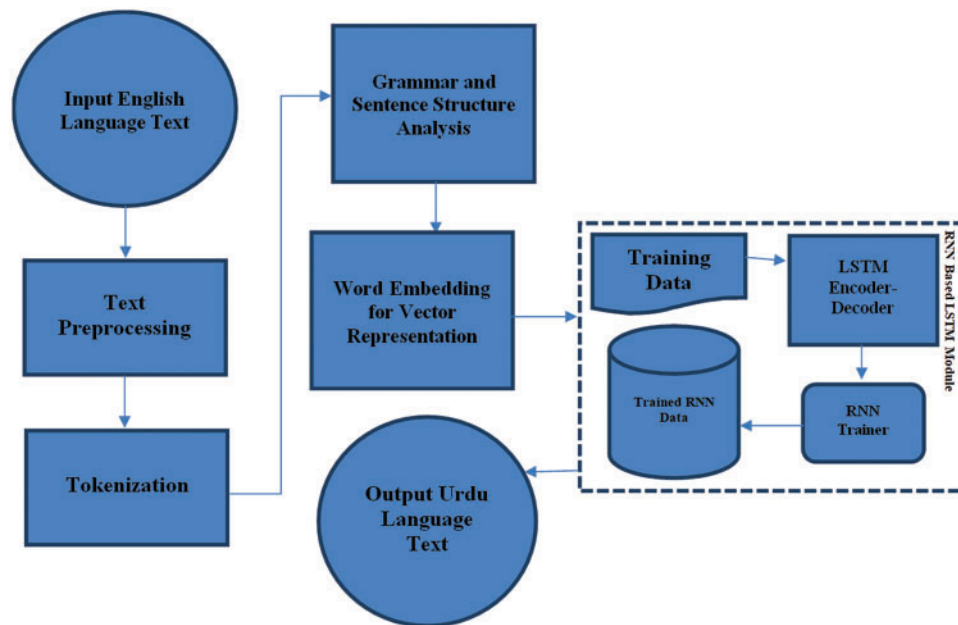 Input English
Language Text
Text
Preprocessing
Tokenization
Grammar and
Sentence Structure
Analysis
Word Embedding
for Vector
Representation
Training
Data
LSTM
Encoder-
Decoder
RNN
Trainer
Trained RNN
Data
RNN Based LSTM Module
Output Urdu
Language
Text